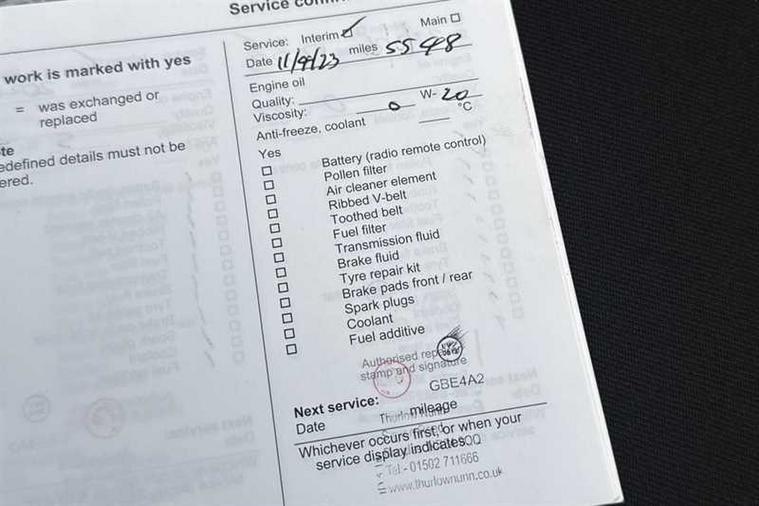 Service
work is marked with yes
= was exchanged or
replaced
te
edefined details must not be
ered.
Service: Interim ✓ Main ☐
Date 11/9/23 miles 5548
Engine oil
Quality:
Viscosity: 0 W- 20
Anti-freeze, coolant °C
Yes
☐ Battery (radio remote control)
☐ Pollen filter
☐ Air cleaner element
☐ Ribbed V-belt
☐ Toothed belt
☐ Fuel filter
☐ Transmission fluid
☐ Brake fluid
☐ Tyre repair kit
☐ Brake pads front / rear
☐ Spark plugs
☐ Coolant
☐ Fuel additive
Authorised
stamp and signature
GBE4A2
Next service:
Date mileage
Whichever occurs first, or when your
service display indicates.
Tel - 01502 711666
www.thurlownunn.co.uk